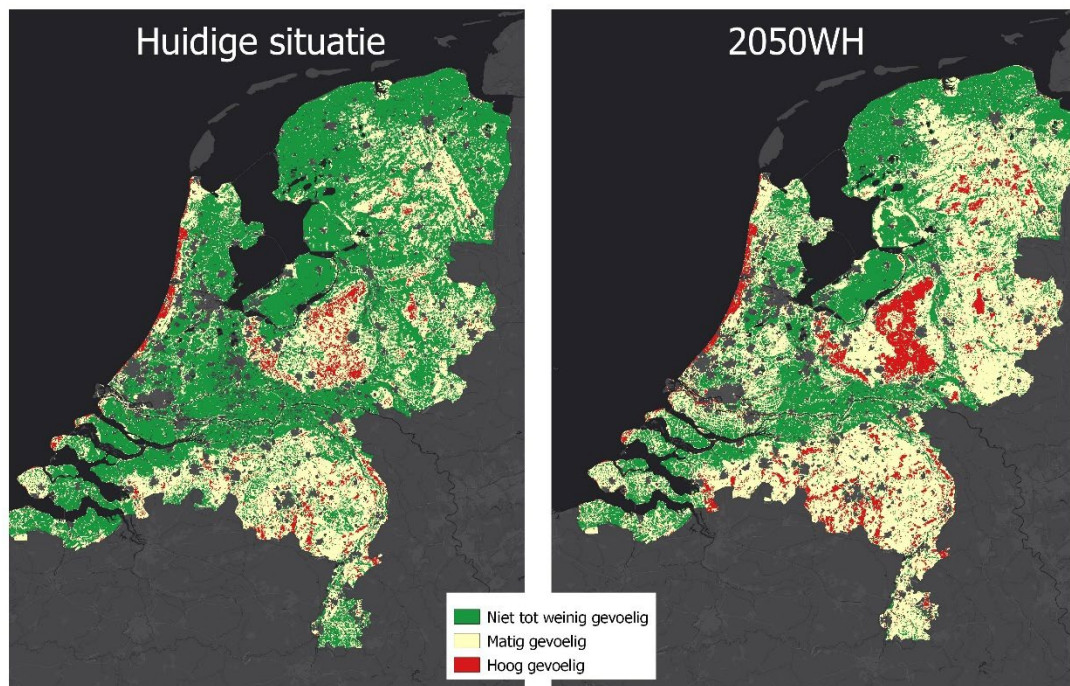 Huidige situatie
2050WH
Niet tot weinig gevoelig
Matig gevoelig
Hoog gevoelig